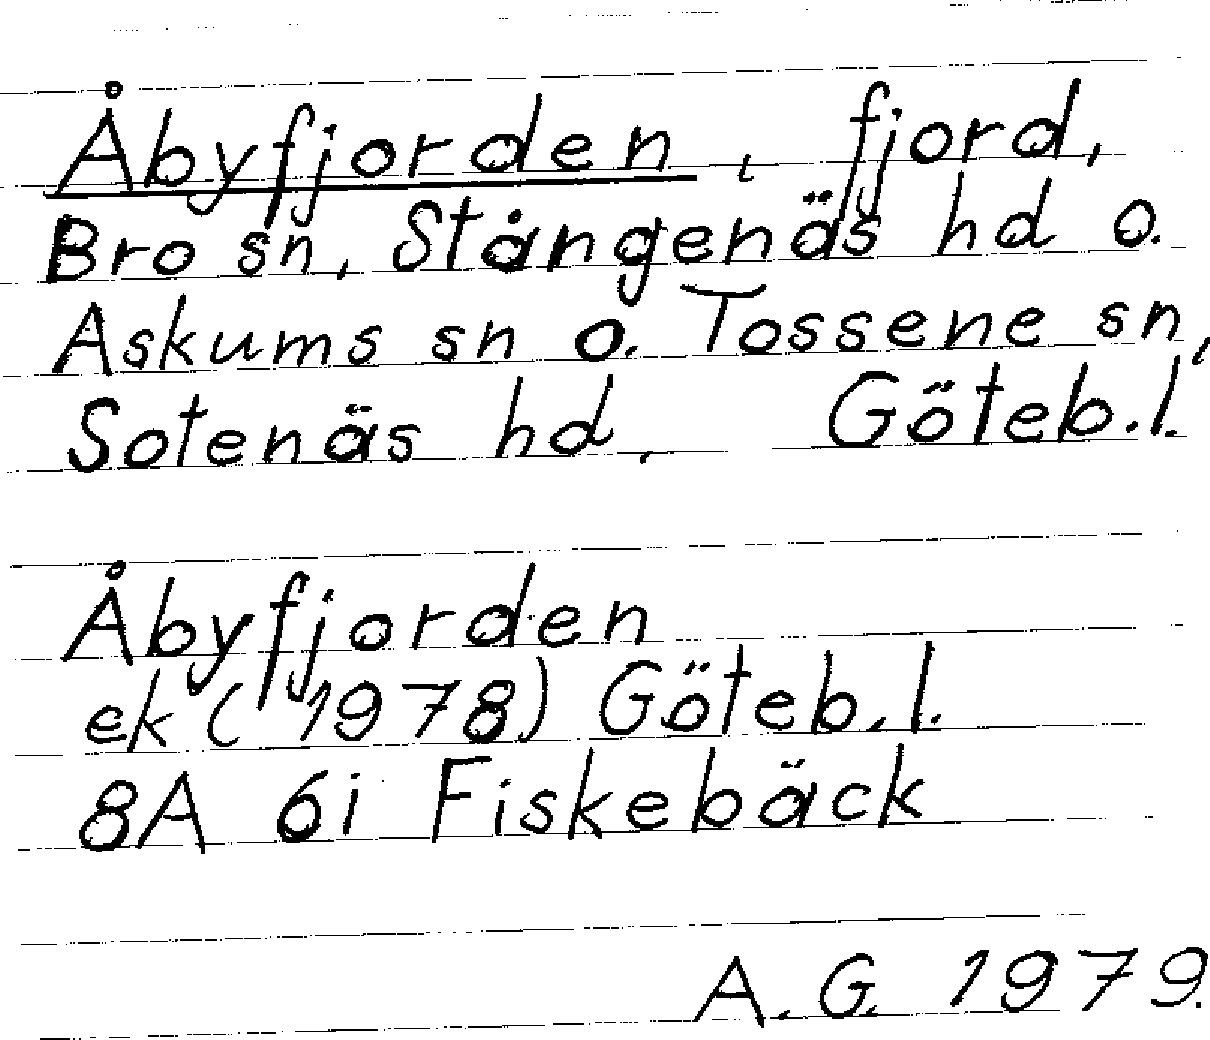 Åbyfjorden, fjord,
Bro sn, Stångenäs hd o.
Askums sn o. Tossene sn,
Sotenäs hd, Göteb.l.
Åbyfjorden
ek (1978) Göteb.l.
8A 6i Fiskebäck
A.G. 1979.